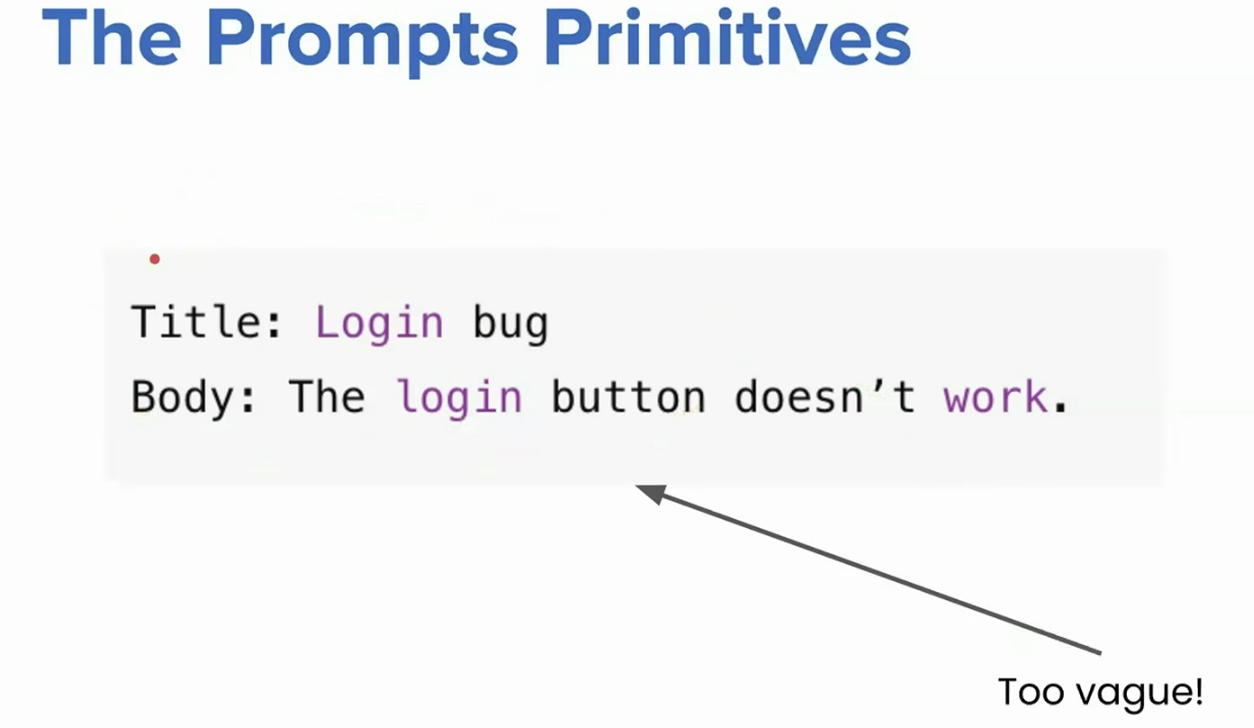 The Prompts Primitives
Title: Login bug
Body: The login button doesn’t work.
Too vague!